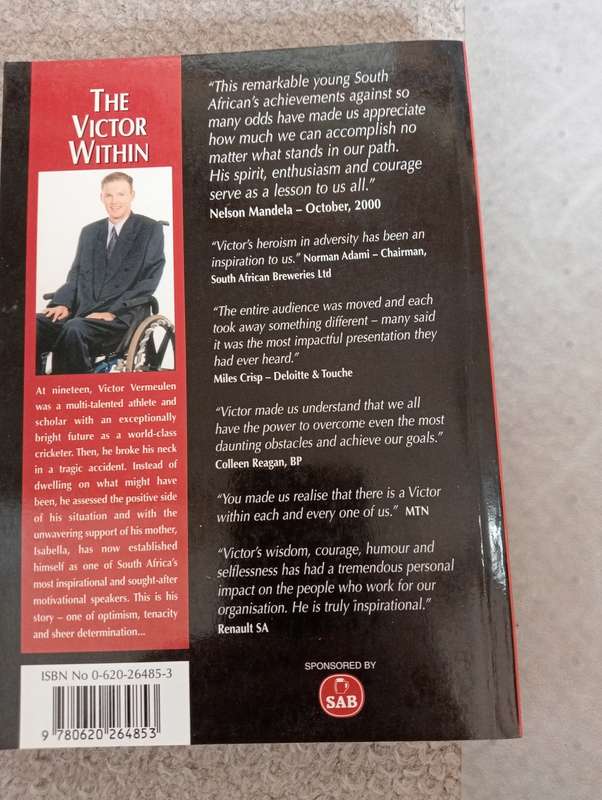 THE
VICTOR
WITHIN
At nineteen, Victor Vermeulen
was a multi-talented athlete and
scholar with an exceptionally
bright future as a world-class
cricketer. Then, he broke his neck
in a tragic accident. Instead of
dwelling on what might have
been, he assessed the positive side
of his situation and with the
unwavering support of his mother,
Isabella, has now established
himself as one of South Africa's
most inspirational and sought-after
motivational speakers. This is his
story – one of optimism, tenacity
and sheer determination...
ISBN No 0-620-26485-3
9 780620 264853
“This remarkable young South
African's achievements against so
many odds have made us appreciate
how much we can accomplish no
matter what stands in our path.
His spirit, enthusiasm and courage
serve as a lesson to us all.”
Nelson Mandela – October, 2000
“Victor's heroism in adversity has been an
inspiration to us.” Norman Adami – Chairman,
South African Breweries Ltd
“The entire audience was moved and each
took away something different – many said
it was the most impactful presentation they
had ever heard.”
Miles Crisp – Deloitte & Touche
“Victor made us understand that we all
have the power to overcome even the most
daunting obstacles and achieve our goals.”
Colleen Reagan, BP
“You made us realise that there is a Victor
within each and every one of us.” MTN
“Victor's wisdom, courage, humour and
selflessness has had a tremendous personal
impact on the people who work for our
organisation. He is truly inspirational.”
Renault SA
SPONSORED BY
SAB